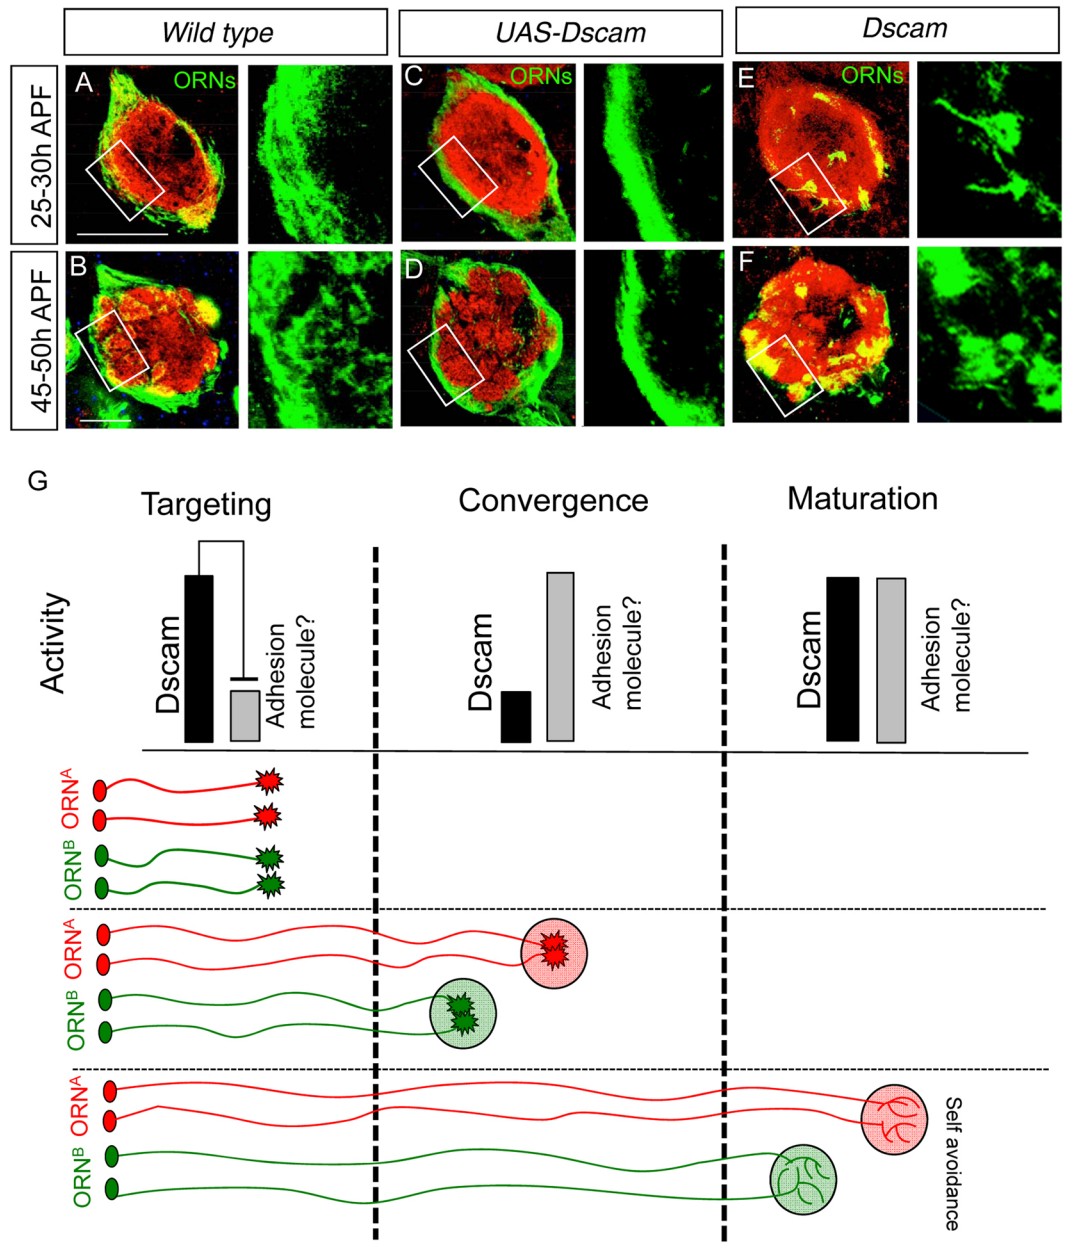 Wild type
UAS-Dscam
Dscam
25-30h APF
A
ORNs
C
ORNs
E
ORNs
45-50h APF
B
D
F
G
Targeting
Convergence
Maturation
Activity
Dscam
Adhesion
molecule?
Dscam
Adhesion
molecule?
Dscam
Adhesion
molecule?
ORNᴬ
ORNᴮ
ORNᴬ
ORNᴮ
ORNᴬ
ORNᴮ
Self avoidance